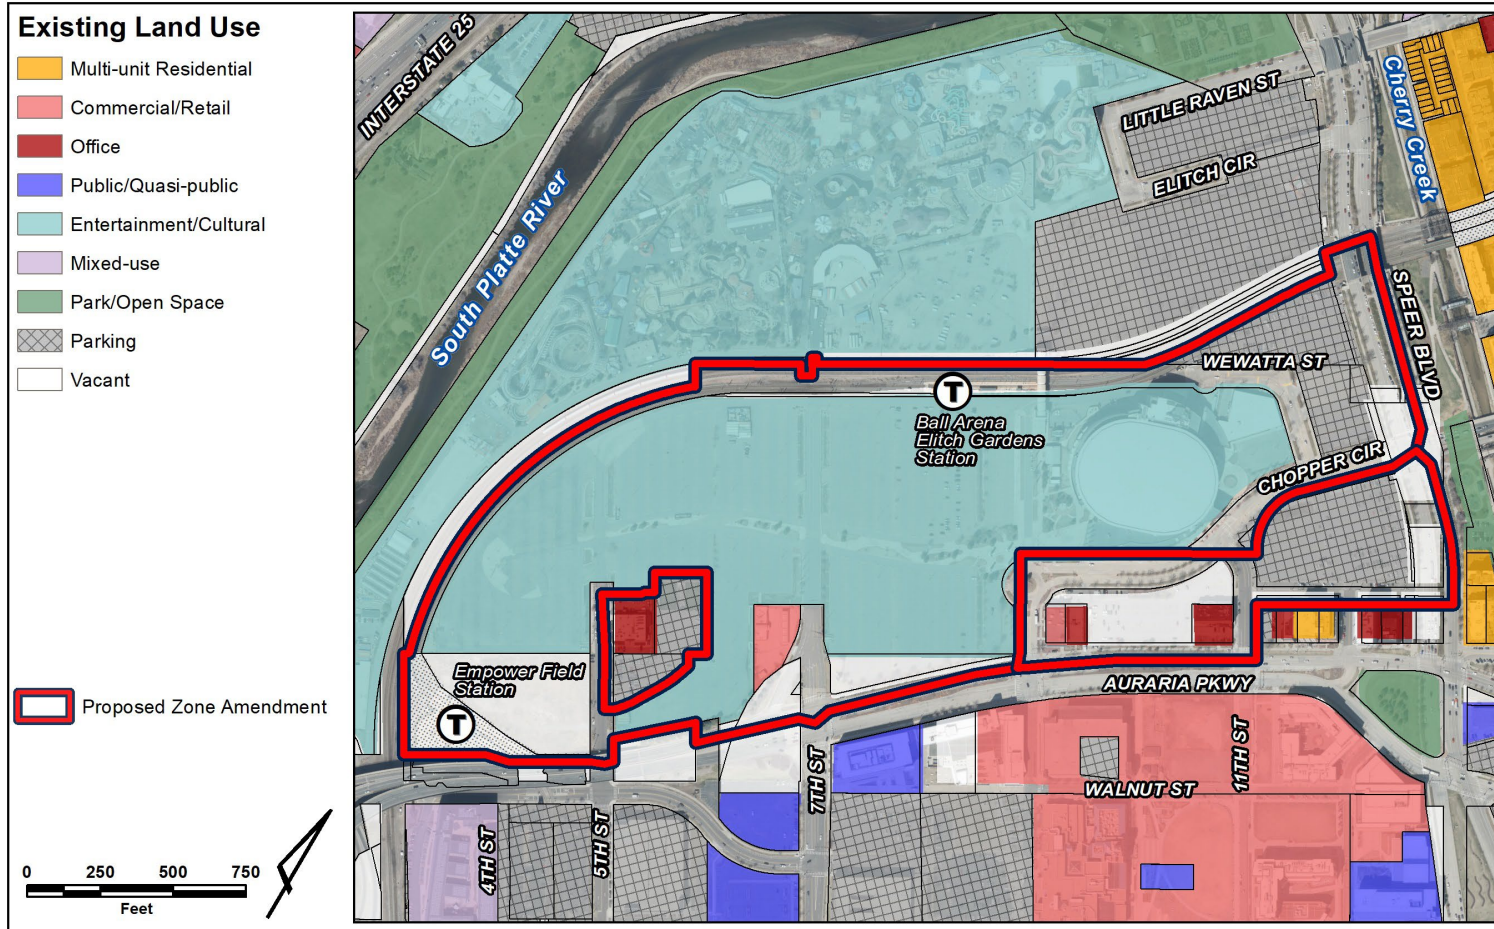 Existing Land Use
Multi-unit Residential
Commercial/Retail
Office
Public/Quasi-public
Entertainment/Cultural
Mixed-use
Park/Open Space
Parking
Vacant
Proposed Zone Amendment
0 250 500 750
Feet
INTERSTATE 25
South Platte River
LITTLE RAVEN ST
ELITCH CIR
Cherry Creek
SPEER BLVD
WEWATTA ST
T
Ball Arena
Elitch Gardens
Station
CHOPPER CIR
Empower Field
Station
T
AURARIA PKWY
7TH ST
11TH ST
WALNUT ST
4TH ST
5TH ST